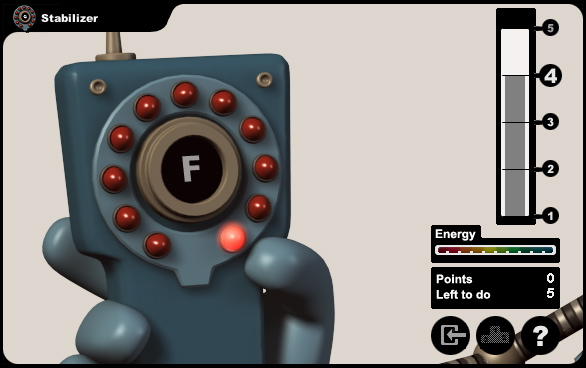 Stabilizer
F
5
4
3
2
1
Energy
Points 0
Left to do 5
?